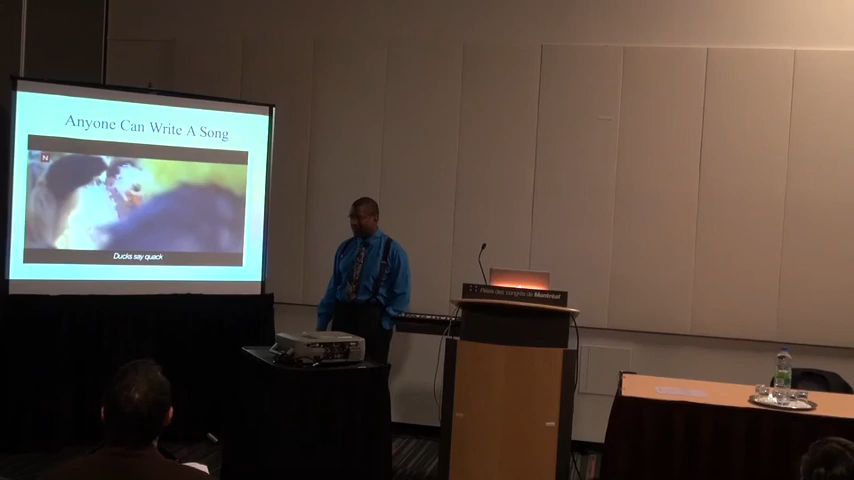 Anyone Can Write A Song
N
Ducks say quack
Palais des congrès de Montréal